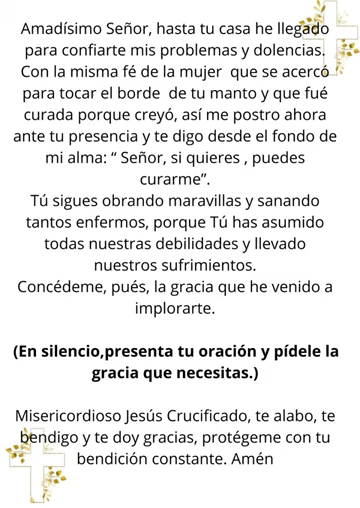 Amadísimo Señor, hasta tu casa he llegado
para confiarte mis problemas y dolencias.
Con la misma fé de la mujer que se acercó
para tocar el borde de tu manto y que fué
curada porque creyó, así me postro ahora
ante tu presencia y te digo desde el fondo de
mi alma: “ Señor, si quieres , puedes
curarme”.
Tú sigues obrando maravillas y sanando
tantos enfermos, porque Tú has asumido
todas nuestras debilidades y llevado
nuestros sufrimientos.
Concédeme, pués, la gracia que he venido a
implorarte.
(En silencio,presenta tu oración y pídele la
gracia que necesitas.)
Misericordioso Jesús Crucificado, te alabo, te
bendigo y te doy gracias, protégeme con tu
bendición constante. Amén